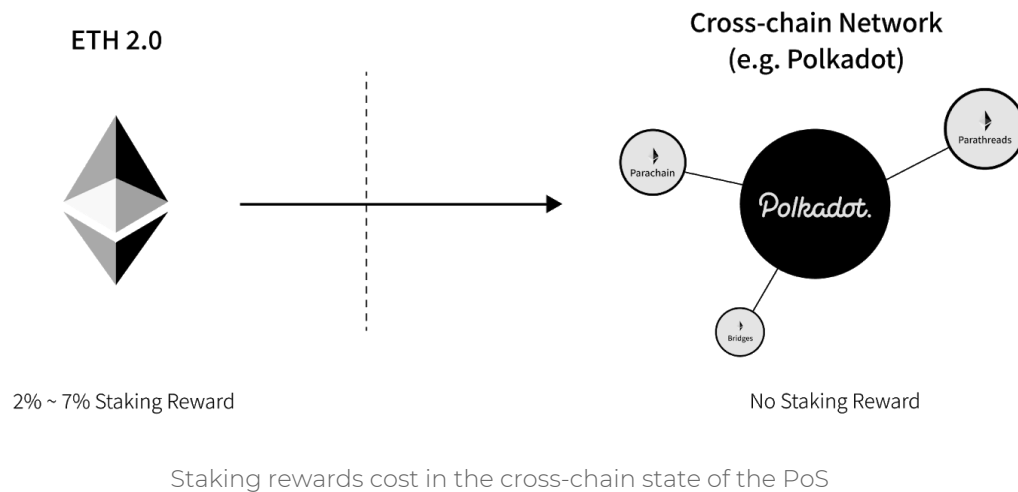 ETH 2.0
Cross-chain Network
(e.g. Polkadot)
Parachain
Parathreads
Polkadot.
Bridges
2% ~ 7% Staking Reward
No Staking Reward
Staking rewards cost in the cross-chain state of the PoS